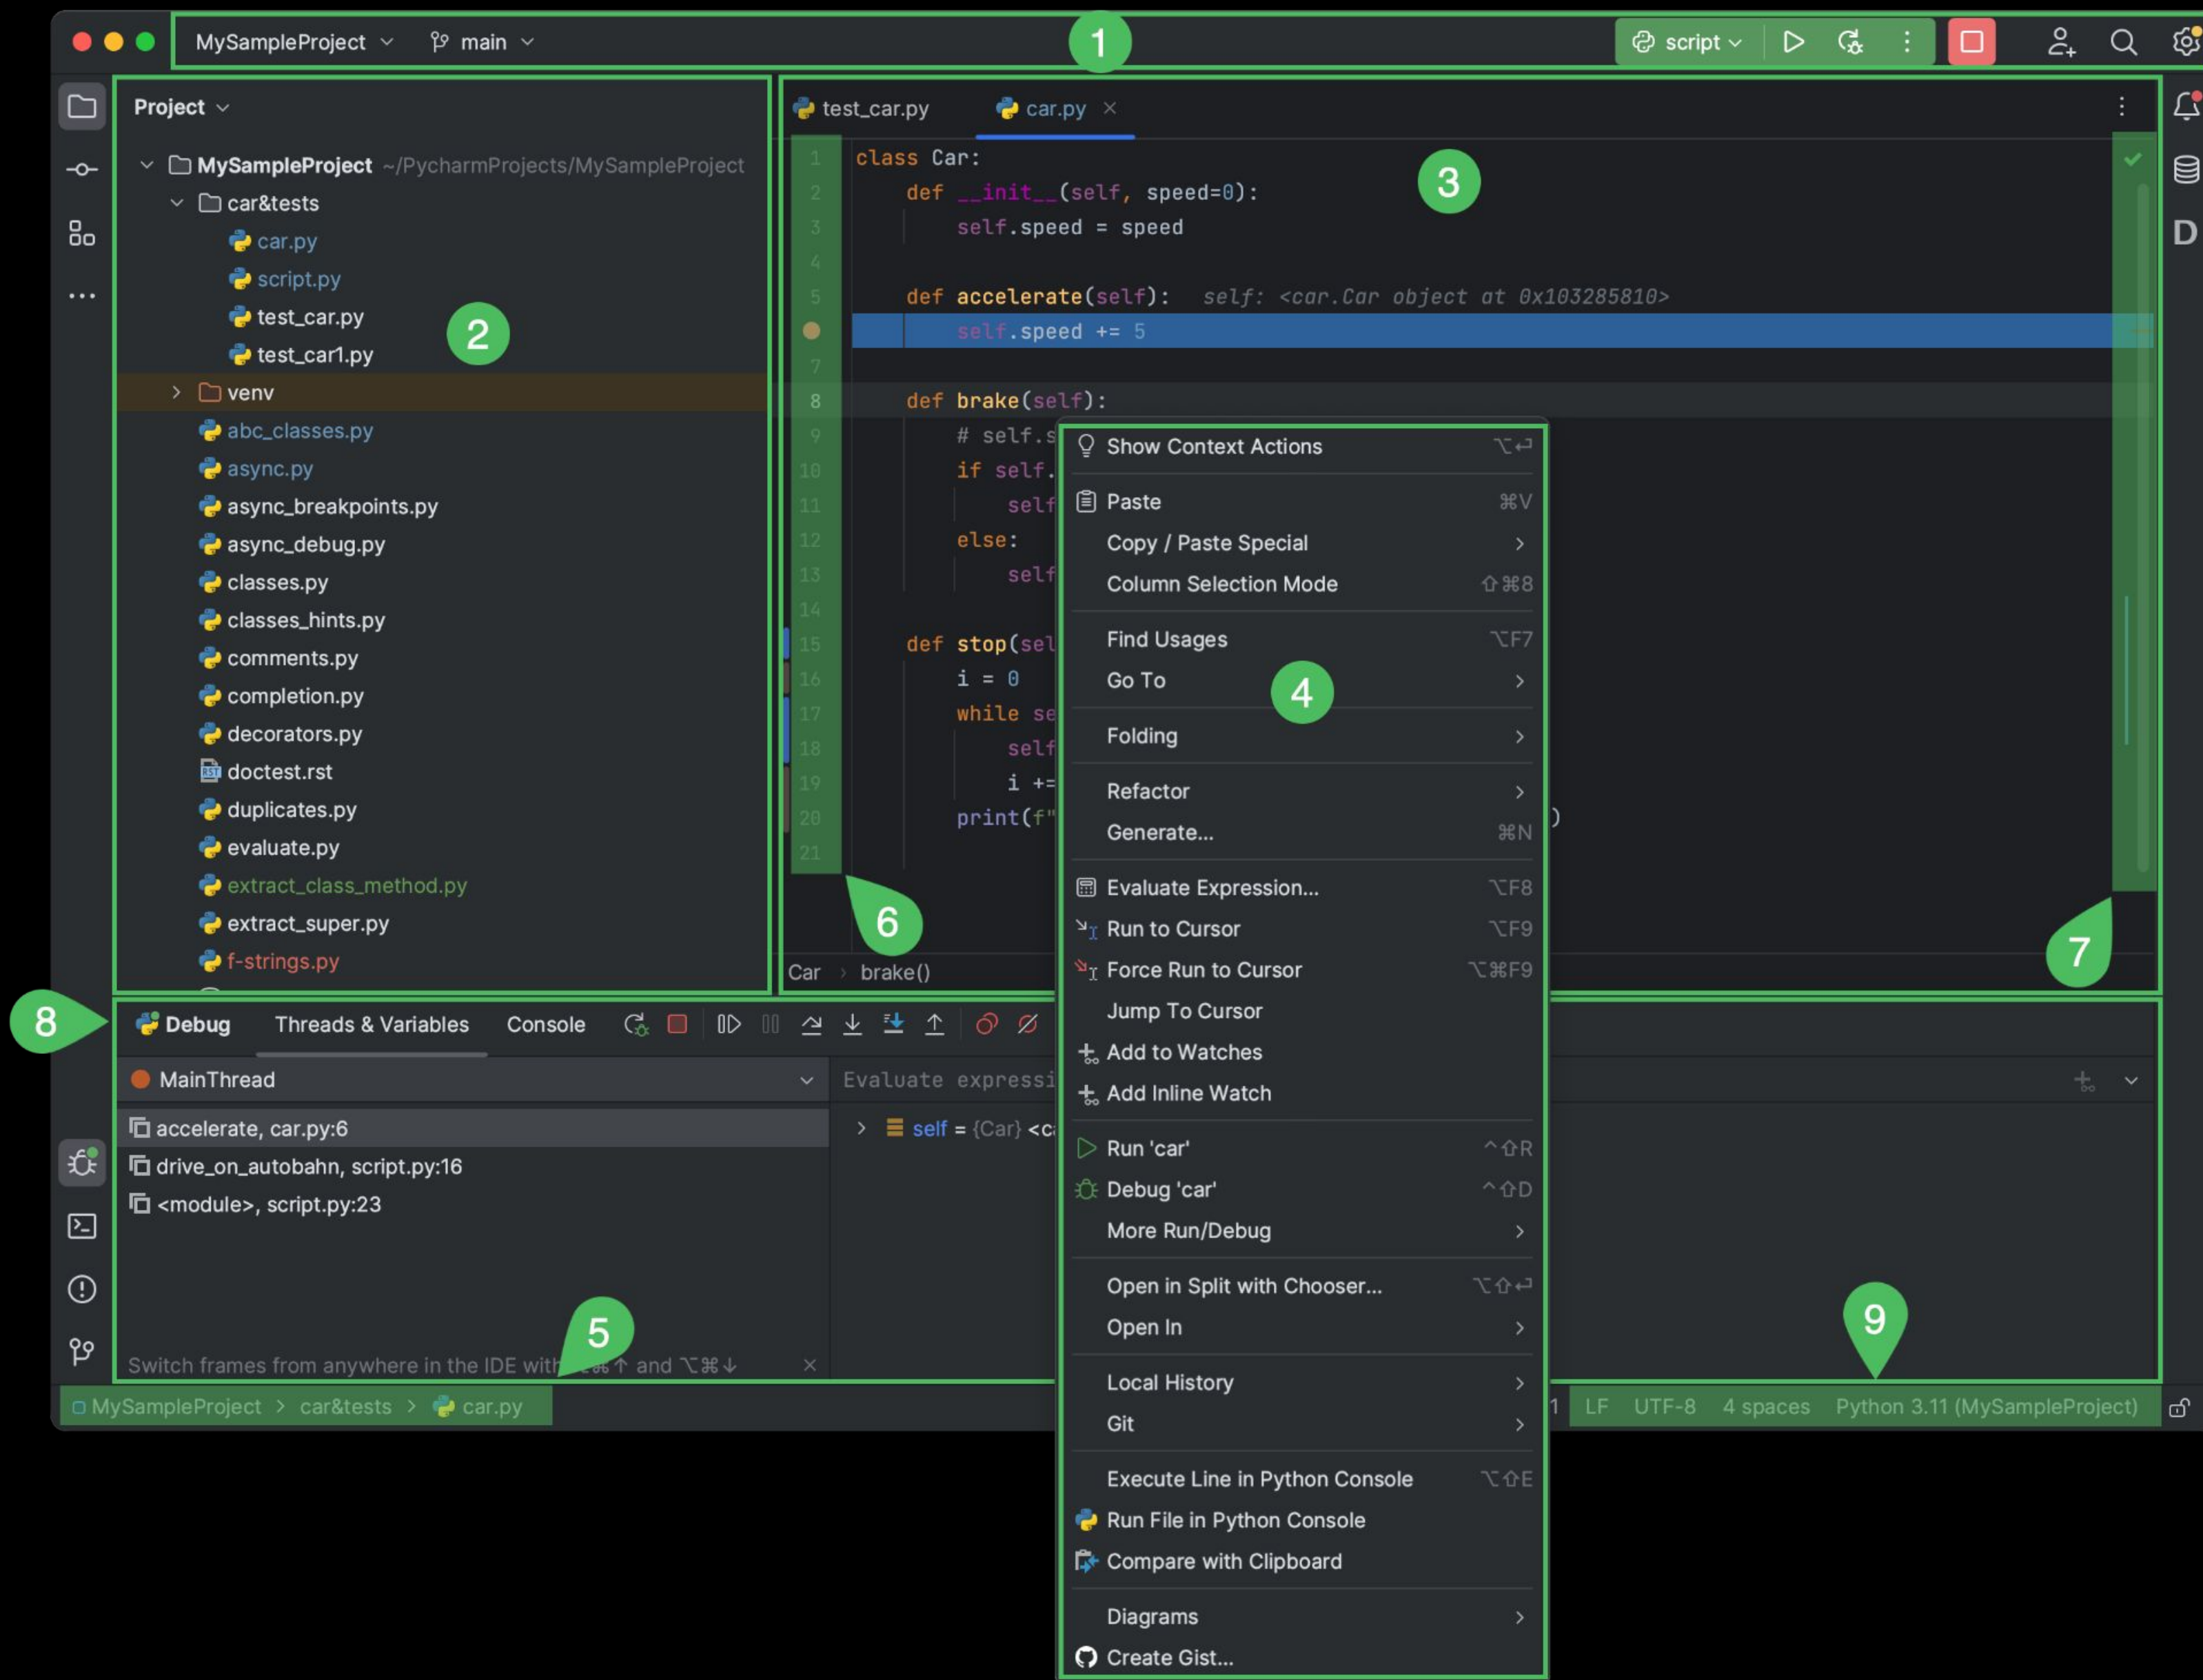 MySampleProject main 1 script
Project
MySampleProject ~/PycharmProjects/MySampleProject
car&tests
car.py
script.py
test_car.py
2
test_car1.py
venv
abc_classes.py
async.py
async_breakpoints.py
async_debug.py
classes.py
classes_hints.py
comments.py
completion.py
decorators.py
RST doctest.rst
duplicates.py
evaluate.py
extract_class_method.py
extract_super.py
f-strings.py
test_car.py car.py
D
3
1 class Car:
2 def __init__(self, speed=0):
3 self.speed = speed
4
5 def accelerate(self): self: <car.Car object at 0x103285810>
self.speed += 5
7
8 def brake(self):
9 # self.s
10 if self.
11 self
12 else:
13 self
14
15 def stop(sel
16 i = 0
17 while se
18 self
19 i +=
20 print(f" )
21
6
7
Car > brake()
Show Context Actions ⌥⏎
Paste ⌘V
Copy / Paste Special >
Column Selection Mode ⇧⌘8
Find Usages ⌥F7
Go To >
4
Folding >
Refactor >
Generate... ⌘N
Evaluate Expression... ⌥F8
Run to Cursor ⌥F9
Force Run to Cursor ⌥⌘F9
Jump To Cursor
Add to Watches
Add Inline Watch
Run 'car' ^⇧R
Debug 'car' ^⇧D
More Run/Debug >
Open in Split with Chooser... ⌥⇧⏎
Open In >
Local History >
Git >
Execute Line in Python Console ⌥⇧E
Run File in Python Console
Compare with Clipboard
Diagrams >
Create Gist...
8
Debug Threads & Variables Console
MainThread
Evaluate expressi
accelerate, car.py:6
self = {Car} <c
drive_on_autobahn, script.py:16
<module>, script.py:23
5
9
Switch frames from anywhere in the IDE with ⌘↑ and ⌥⌘↓
MySampleProject > car&tests > car.py
1 LF UTF-8 4 spaces Python 3.11 (MySampleProject)